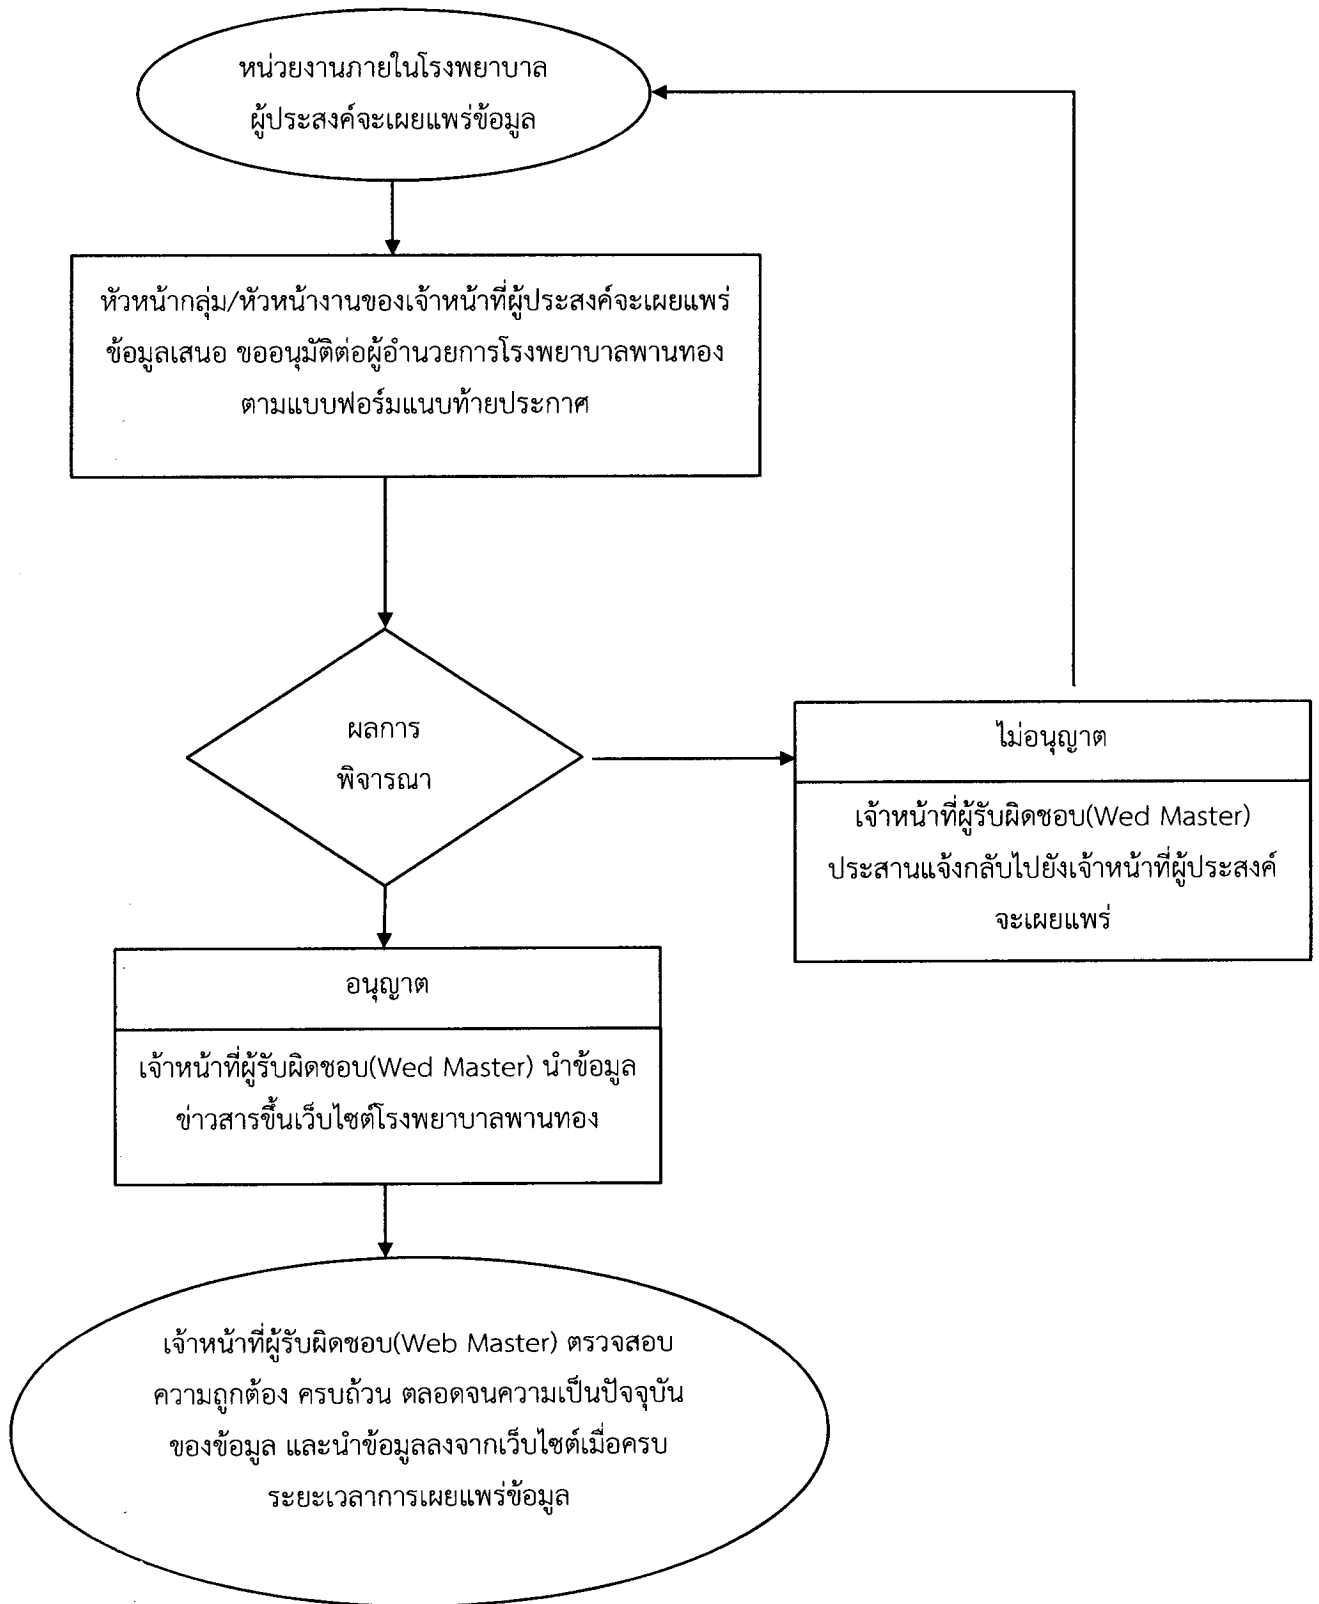 หน่วยงานภายในโรงพยาบาล
ผู้ประสงค์จะเผยแพร่ข้อมูล
หัวหน้ากลุ่ม/หัวหน้างานของเจ้าหน้าที่ผู้ประสงค์จะเผยแพร่
ข้อมูลเสนอ ขออนุมัติต่อผู้อำนวยการโรงพยาบาลพานทอง
ตามแบบฟอร์มแนบท้ายประกาศ
ผลการ
พิจารณา
ไม่อนุญาต
เจ้าหน้าที่ผู้รับผิดชอบ(Wed Master)
ประสานแจ้งกลับไปยังเจ้าหน้าที่ผู้ประสงค์
จะเผยแพร่
อนุญาต
เจ้าหน้าที่ผู้รับผิดชอบ(Wed Master) นำข้อมูล
ข่าวสารขึ้นเว็บไซต์โรงพยาบาลพานทอง
เจ้าหน้าที่ผู้รับผิดชอบ(Web Master) ตรวจสอบ
ความถูกต้อง ครบถ้วน ตลอดจนความเป็นปัจจุบัน
ของข้อมูล และนำข้อมูลลงจากเว็บไซต์เมื่อครบ
ระยะเวลาการเผยแพร่ข้อมูล